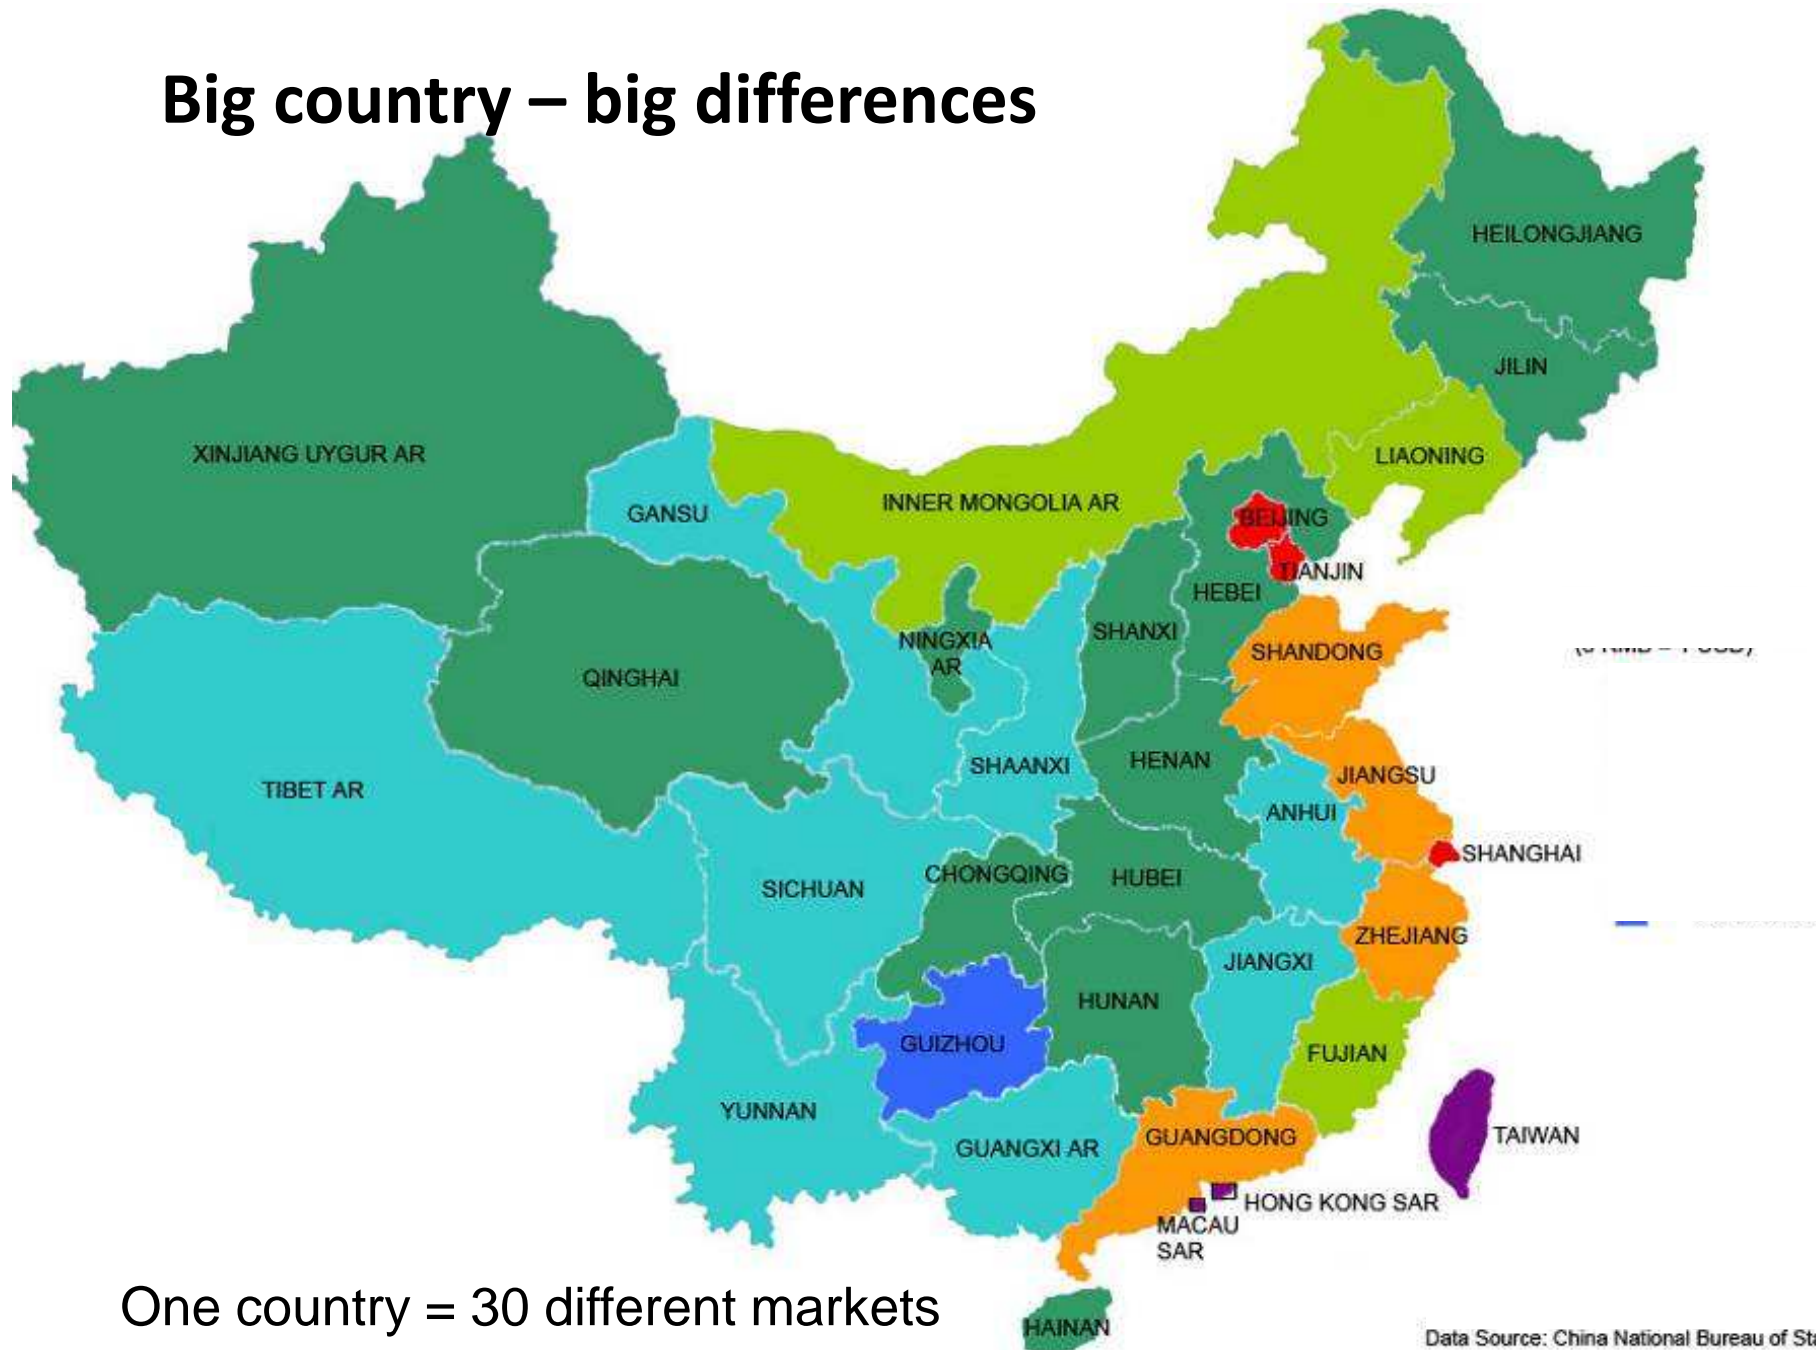 Big country – big differences
HEILONGJIANG
JILIN
XINJIANG UYGUR AR
LIAONING
GANSU
INNER MONGOLIA AR
BEIJING
TIANJIN
HEBEI
NINGXIA
AR
SHANXI
SHANDONG
QINGHAI
TIBET AR
SHAANXI
HENAN
JIANGSU
ANHUI
SHANGHAI
SICHUAN
CHONGQING
HUBEI
ZHEJIANG
JIANGXI
HUNAN
GUIZHOU
FUJIAN
YUNNAN
GUANGXI AR
GUANGDONG
TAIWAN
HONG KONG SAR
MACAU
SAR
One country = 30 different markets
HAINAN
Data Source: China National Bureau of